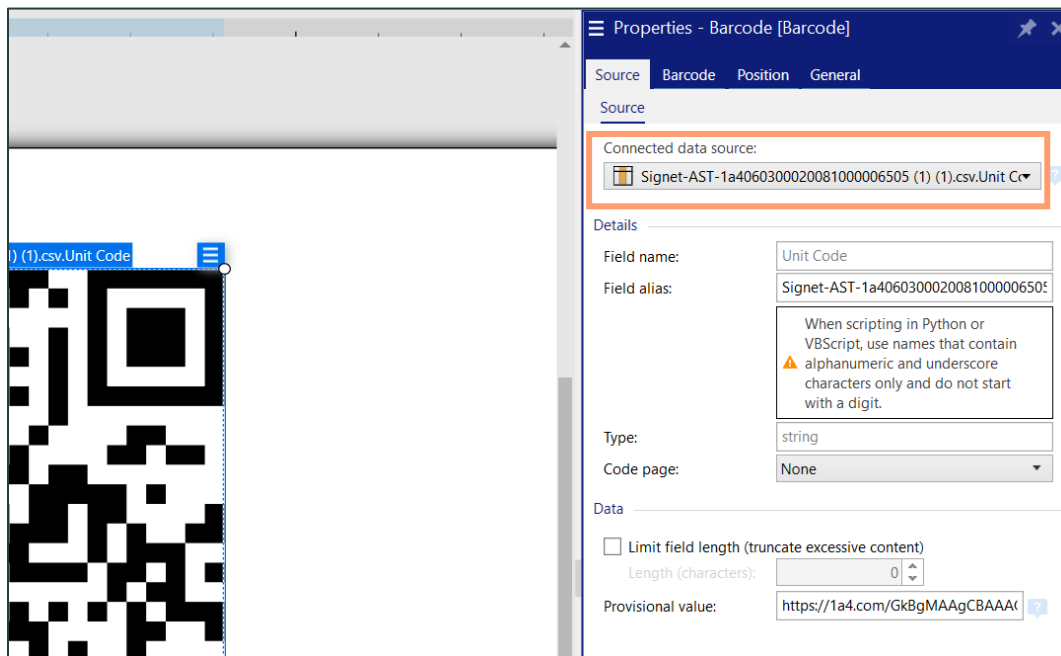 Properties - Barcode [Barcode]
Source Barcode Position General
Source
Connected data source:
Signet-AST-1a4060300020081000006505 (1) (1).csv.Unit Co
) (1).csv.Unit Code
Details
Field name: Unit Code
Field alias: Signet-AST-1a4060300020081000006505
When scripting in Python or
VBScript, use names that contain
alphanumeric and underscore
characters only and do not start
with a digit.
Type: string
Code page: None
Data
Limit field length (truncate excessive content)
Length (characters): 0
Provisional value: https://1a4.com/GkBgMAAgCBAAA